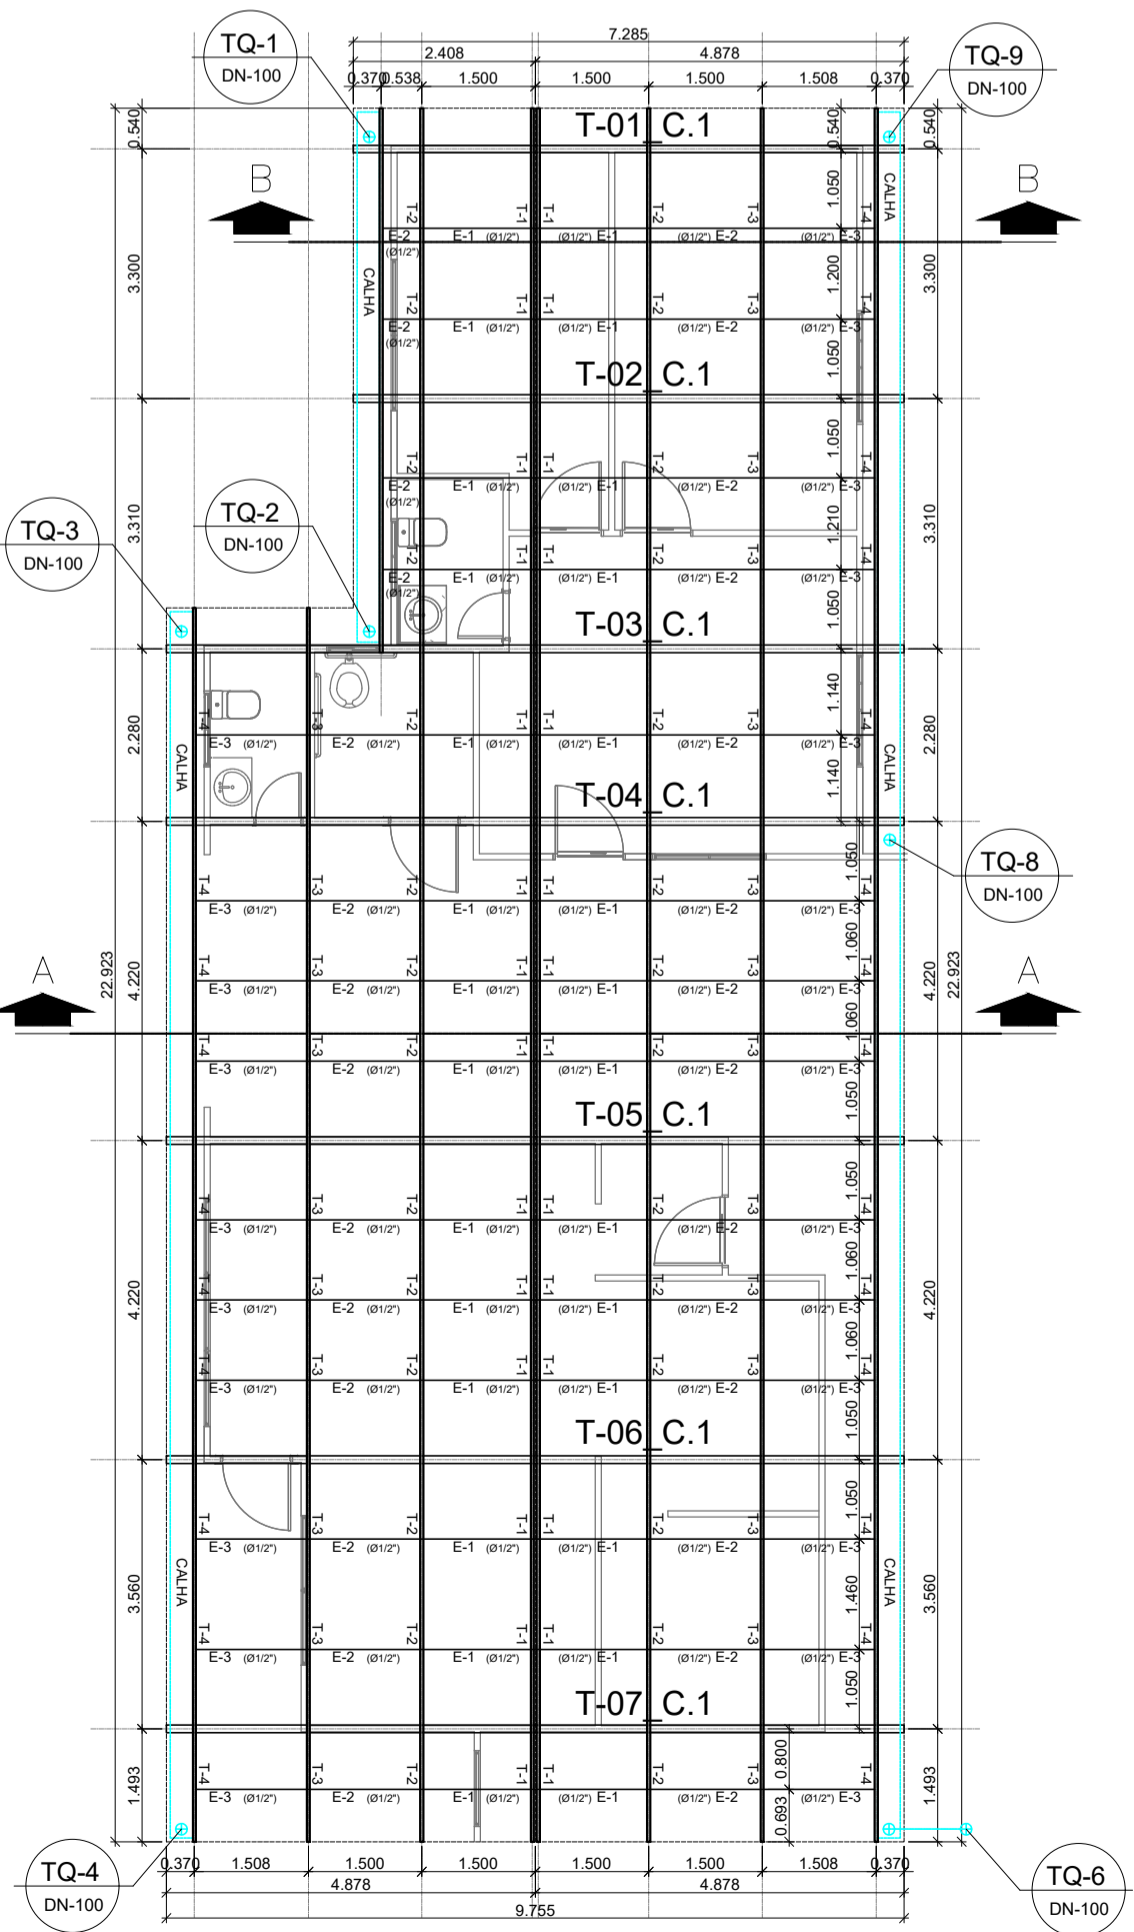 7.285
2.408 4.878
0.370 0.538 1.500 1.500 1.500 1.508 0.370
TQ-1
DN-100
TQ-9
DN-100
0.540 0.540 0.540
T-01_C.1
B B
CALHA
1.050
T-2 T-1 T-1 T-2 T-3 T-4
E-2 E-1 (Ø1/2") (Ø1/2") E-1 (Ø1/2") E-2 (Ø1/2") E-3
(Ø1/2")
3.300 CALHA 1.200 3.300
T-2 T-1 T-1 T-2 T-3 T-4
E-2 E-1 (Ø1/2") (Ø1/2") E-1 (Ø1/2") E-2 (Ø1/2") E-3
(Ø1/2")
1.050
T-02_C.1
1.050
T-2 T-1 T-1 T-2 T-3 T-4
E-2 E-1 (Ø1/2") (Ø1/2") E-1 (Ø1/2") E-2 (Ø1/2") E-3
(Ø1/2")
TQ-3
DN-100
TQ-2
DN-100
3.310 1.210 3.310
T-2 T-1 T-1 T-2 T-3 T-4
E-2 E-1 (Ø1/2") (Ø1/2") E-1 (Ø1/2") E-2 (Ø1/2") E-3
(Ø1/2")
1.050
T-03_C.1
1.140
T-4 T-3 T-2 T-1 T-1 T-2 T-3 T-4
2.280 E-3 (Ø1/2") E-2 (Ø1/2") E-1 (Ø1/2") (Ø1/2") E-1 (Ø1/2") E-2 (Ø1/2") E-3 2.280
CALHA 1.140 CALHA
T-04_C.1
1.050
TQ-8
DN-100
T-4 T-3 T-2 T-1 T-1 T-2 T-3 T-4
E-3 (Ø1/2") E-2 (Ø1/2") E-1 (Ø1/2") (Ø1/2") E-1 (Ø1/2") E-2 (Ø1/2") E-3
1.060
A A
22.923 4.220 4.220 22.923
T-4 T-3 T-2 T-1 T-1 T-2 T-3 T-4
E-3 (Ø1/2") E-2 (Ø1/2") E-1 (Ø1/2") (Ø1/2") E-1 (Ø1/2") E-2 (Ø1/2") E-3
1.060
T-4 T-3 T-2 T-1 T-1 T-2 T-3 T-4
E-3 (Ø1/2") E-2 (Ø1/2") E-1 (Ø1/2") (Ø1/2") E-1 (Ø1/2") E-2 (Ø1/2") E-3
1.050
T-05_C.1
1.050
T-4 T-3 T-2 T-1 T-1 T-2 T-3 T-4
E-3 (Ø1/2") E-2 (Ø1/2") E-1 (Ø1/2") (Ø1/2") E-1 (Ø1/2") E-2 (Ø1/2") E-3
1.060
4.220 4.220
T-4 T-3 T-2 T-1 T-1 T-2 T-3 T-4
E-3 (Ø1/2") E-2 (Ø1/2") E-1 (Ø1/2") (Ø1/2") E-1 (Ø1/2") E-2 (Ø1/2") E-3
1.060
T-4 T-3 T-2 T-1 T-1 T-2 T-3 T-4
E-3 (Ø1/2") E-2 (Ø1/2") E-1 (Ø1/2") (Ø1/2") E-1 (Ø1/2") E-2 (Ø1/2") E-3
1.050
T-06_C.1
1.050
T-4 T-3 T-2 T-1 T-1 T-2 T-3 T-4
E-3 (Ø1/2") E-2 (Ø1/2") E-1 (Ø1/2") (Ø1/2") E-1 (Ø1/2") E-2 (Ø1/2") E-3
3.560 CALHA 1.460 CALHA 3.560
T-4 T-3 T-2 T-1 T-1 T-2 T-3 T-4
E-3 (Ø1/2") E-2 (Ø1/2") E-1 (Ø1/2") (Ø1/2") E-1 (Ø1/2") E-2 (Ø1/2") E-3
1.050
T-07_C.1
0.800
T-4 T-3 T-2 T-1 T-1 T-2 T-3 T-4
1.493 E-3 (Ø1/2") E-2 (Ø1/2") E-1 (Ø1/2") (Ø1/2") E-1 (Ø1/2") E-2 (Ø1/2") E-3 1.493
0.693
TQ-4
DN-100
0.370 1.508 1.500 1.500 1.500 1.500 1.508 0.370
TQ-6
DN-100
4.878 4.878
9.755